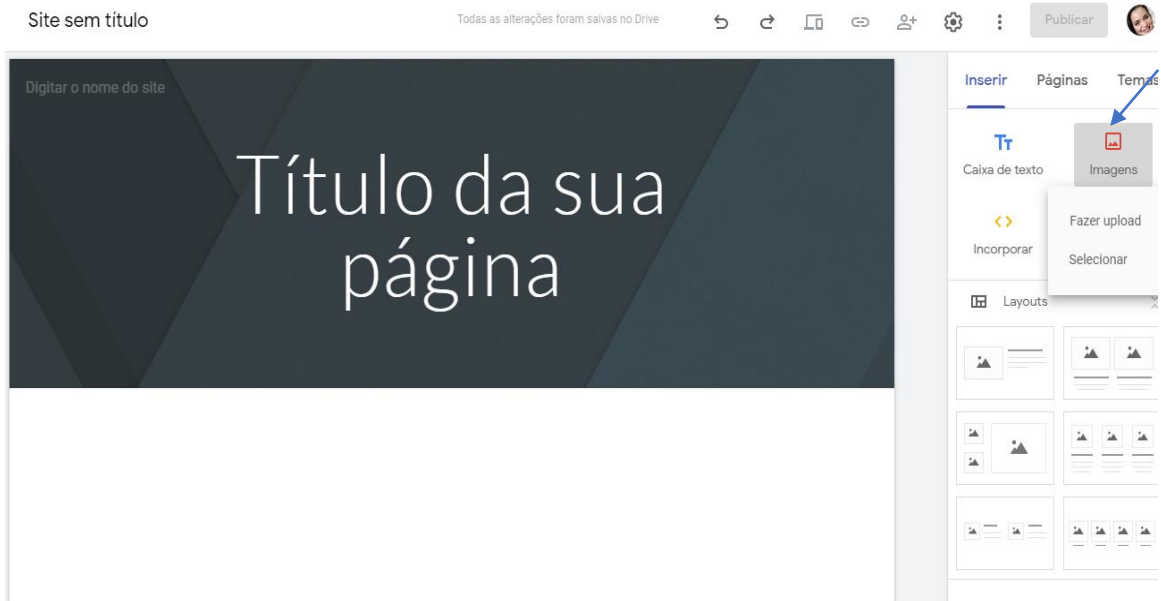 Site sem título
Todas as alterações foram salvas no Drive
Publicar
Digitar o nome do site
Título da sua
página
Inserir
Páginas
Temas
Caixa de texto
Imagens
Incorporar
Fazer upload
Selecionar
Layouts